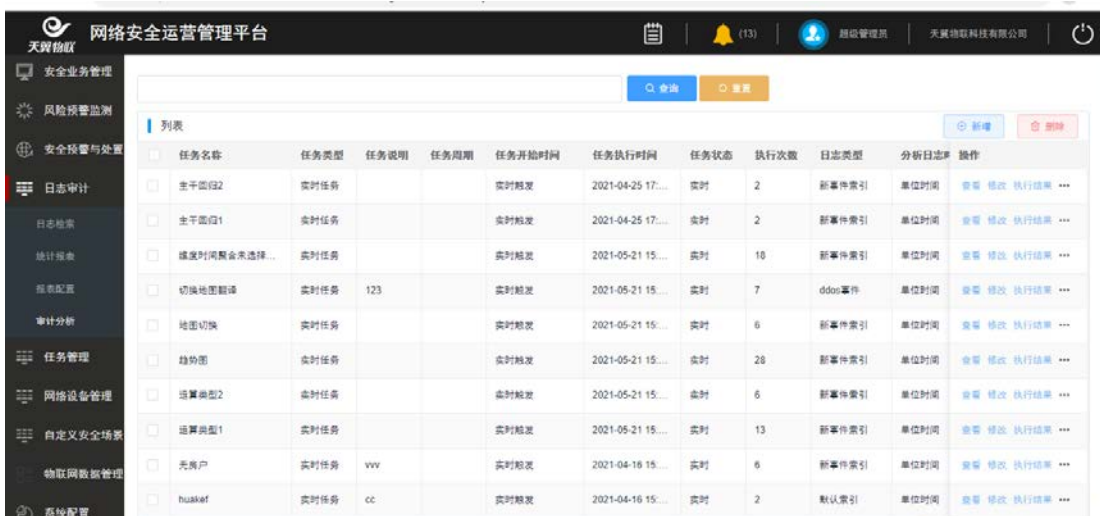 天翼物联 网络安全运营管理平台 (13) 超级管理员 天翼物联科技有限公司
安全业务管理
风险预警监测
安全预警与处置
日志审计
日志检索
统计报表
报表配置
审计分析
任务管理
网络设备管理
自定义安全场景
物联网数据管理
系统配置
查询 重置
列表 新增 删除
任务名称 任务类型 任务说明 任务周期 任务开始时间 任务执行时间 任务状态 执行次数 日志类型 分析日志时 操作
主干回归2 实时任务 实时触发 2021-04-25 17:... 实时 2 新事件索引 单位时间 查看 修改 执行结果 •••
主干回归1 实时任务 实时触发 2021-04-25 17:... 实时 2 新事件索引 单位时间 查看 修改 执行结果 •••
维度时间聚合未选择... 实时任务 实时触发 2021-05-21 15:... 实时 18 新事件索引 单位时间 查看 修改 执行结果 •••
切换地图翻译 实时任务 123 实时触发 2021-05-21 15:... 实时 7 ddos事件 单位时间 查看 修改 执行结果 •••
地图切换 实时任务 实时触发 2021-05-21 15:... 实时 6 新事件索引 单位时间 查看 修改 执行结果 •••
趋势图 实时任务 实时触发 2021-05-21 15:... 实时 28 新事件索引 单位时间 查看 修改 执行结果 •••
运算类型2 实时任务 实时触发 2021-05-21 15:... 实时 6 新事件索引 单位时间 查看 修改 执行结果 •••
运算类型1 实时任务 实时触发 2021-05-21 15:... 实时 13 新事件索引 单位时间 查看 修改 执行结果 •••
无房户 实时任务 vvv 实时触发 2021-04-16 15:... 实时 6 新事件索引 单位时间 查看 修改 执行结果 •••
huakef 实时任务 cc 实时触发 2021-04-16 15:... 实时 2 默认索引 单位时间 查看 修改 执行结果 •••